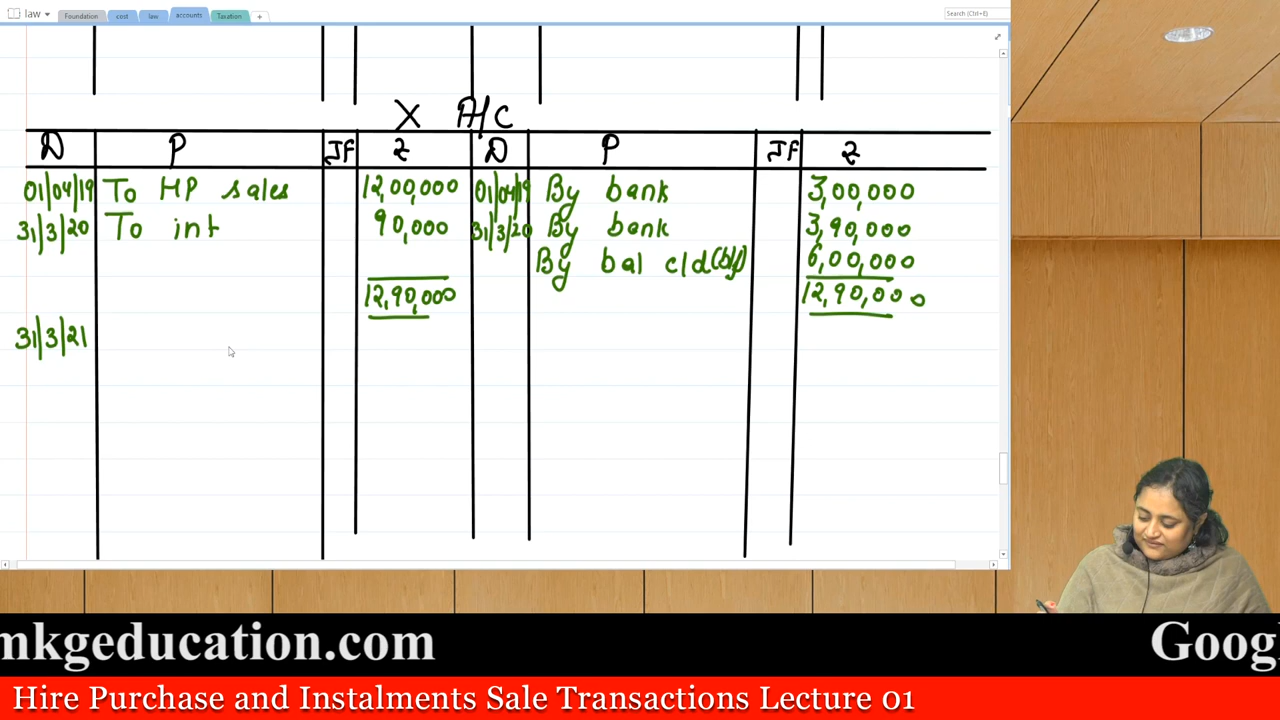 law
Foundation cost law accounts Taxation +
Search (Ctrl+E)
X A/C
D P JF ₹ D P JF ₹
01/04/19 To HP sales 12,00,000 01/04/19 By bank 3,00,000
31/3/20 To int 90,000 31/3/20 By bank 3,90,000
By bal c/d (b/f) 6,00,000
12,90,000 12,90,000
31/3/21
mkgeducation.com Goog
Hire Purchase and Instalments Sale Transactions Lecture 01